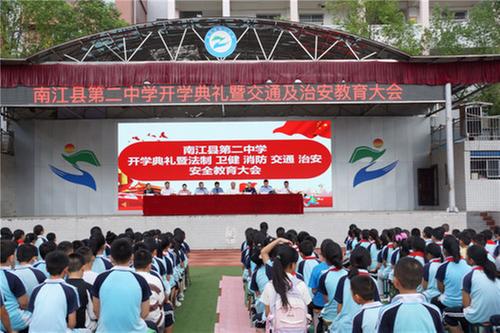 南江县第二中学开学典礼暨交通及治安教育大会
南江县第二中学
开学典礼暨法制 卫健 消防 交通 治安
安全教育大会